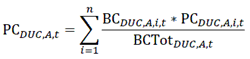 PC_{DUC,A,t} = \sum_{i=1}^{n} \frac{BC_{DUC,A,i,t} * PC_{DUC,A,i,t}}{BCTot_{DUC,A,t}}